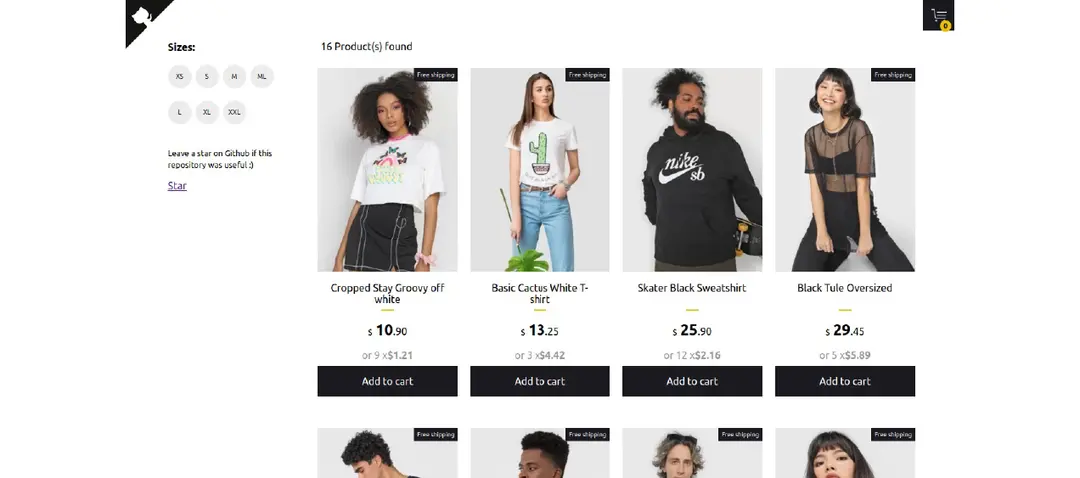 0
Sizes:
XS
S
M
ML
L
XL
XXL
Leave a star on Github if this
repository was useful :)
Star
16 Product(s) found
Free shipping
Free shipping
Free shipping
nike
sb
Cropped Stay Groovy off
white
$ 10.90
or 9 x$1.21
Add to cart
Basic Cactus White T-
shirt
$ 13.25
or 3 x$4.42
Add to cart
Skater Black Sweatshirt
$ 25.90
or 12 x$2.16
Add to cart
Black Tule Oversized
$ 29.45
or 5 x$5.89
Add to cart
Free shipping
Free shipping
Free shipping
Free shipping